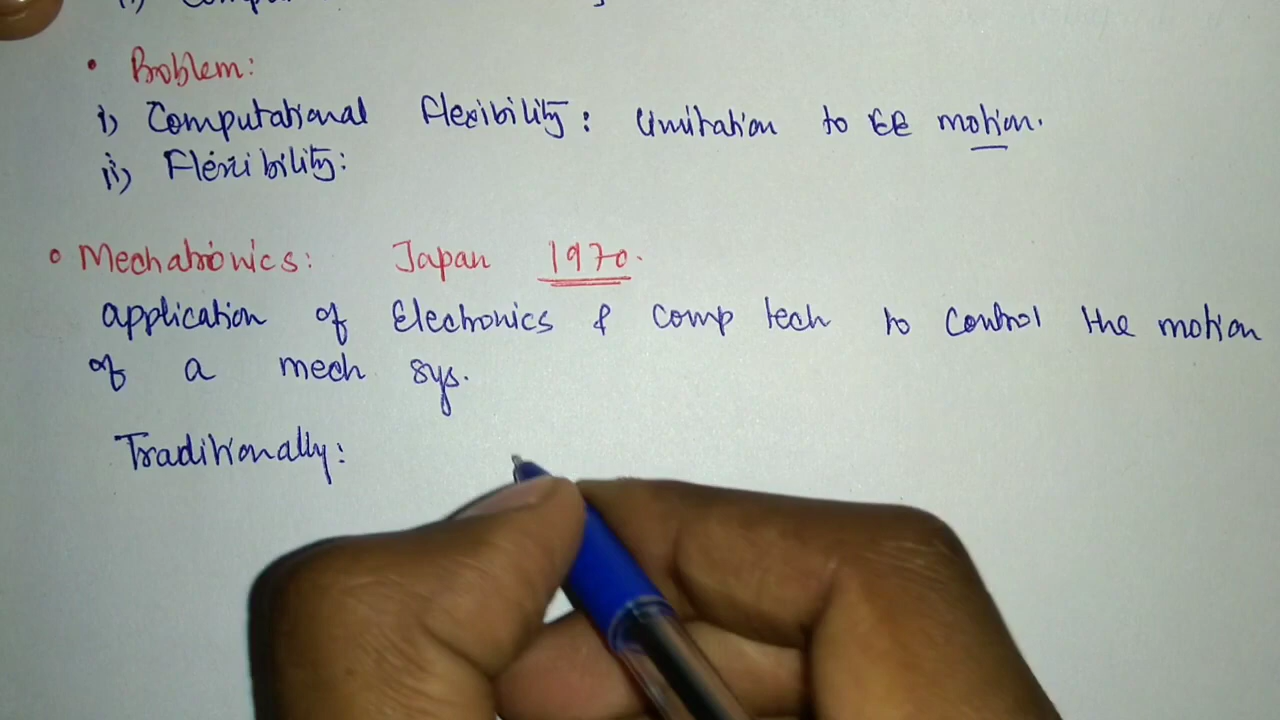 • Problem:
i) Computational Flexibility: Limitation to EE motion.
ii) Flexibility:
• Mechatronics: Japan 1970.
application of Electronics & comp tech to control the motion
of a mech sys.
Traditionally: